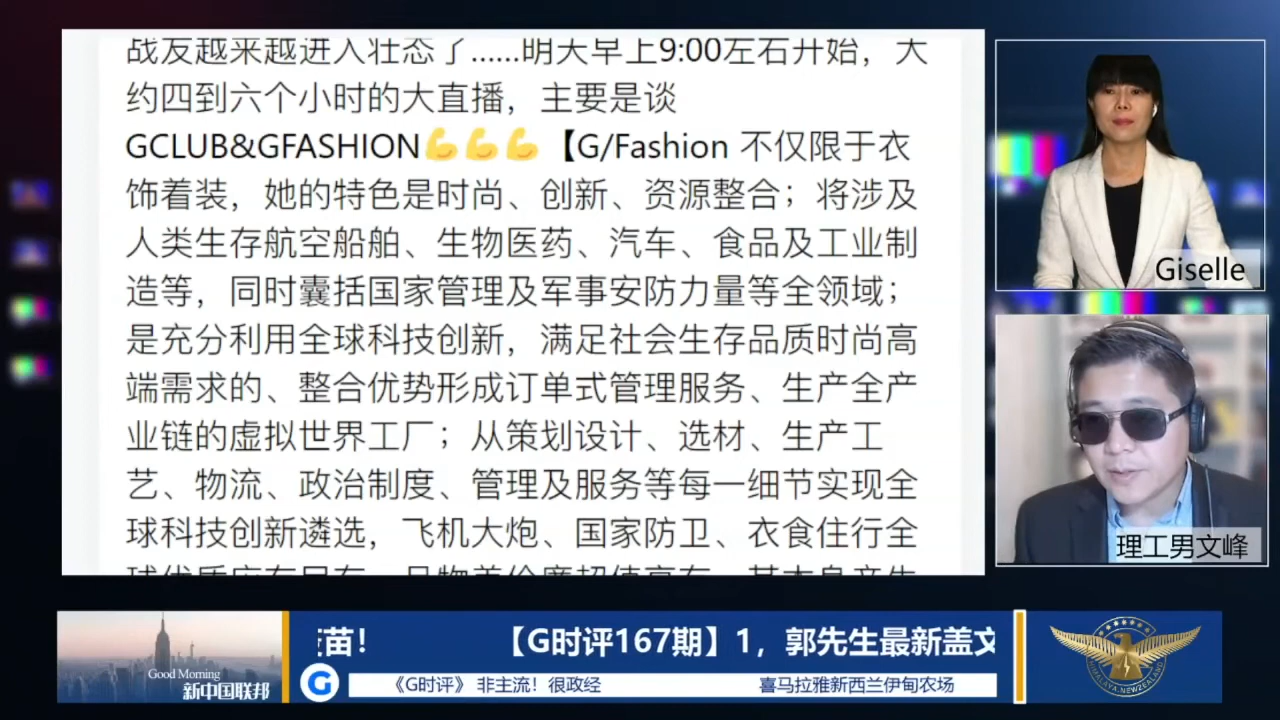 战友越来越进入壮态了......明天早上9:00左右开始，大
约四到六个小时的大直播，主要是谈
GCLUB&GFASHION💪💪💪【G/Fashion 不仅限于衣
饰着装，她的特色是时尚、创新、资源整合；将涉及
人类生存航空船舶、生物医药、汽车、食品及工业制
造等，同时囊括国家管理及军事安防力量等全领域；
是充分利用全球科技创新，满足社会生存品质时尚高
端需求的、整合优势形成订单式管理服务、生产全产
业链的虚拟世界工厂；从策划设计、选材、生产工
艺、物流、政治制度、管理及服务等每一细节实现全
球科技创新遴选，飞机大炮、国家防卫、衣食住行全
Giselle
理工男文峰
苗！ 【G时评167期】1，郭先生最新盖文
Good Morning
新中国联邦
G
《G时评》 非主流！很政经 喜马拉雅新西兰伊甸农场
HIMALAYA.NEWZEALAND